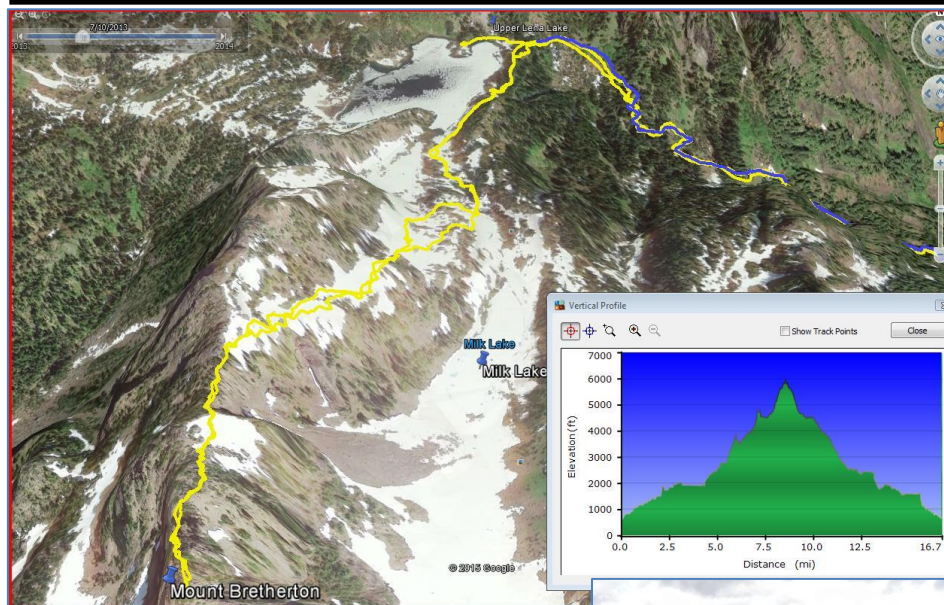 7/10/2013
2013
2014
Upper Lena Lake
Milk Lake
Milk Lake
Mount Bretherton
© 2015 Google
N
Vertical Profile
Show Track Points
Close
7000
6000
5000
4000
3000
2000
1000
0
Elevation (ft)
0.0 2.5 5.0 7.5 10.0 12.5 16.7
Distance (mi)